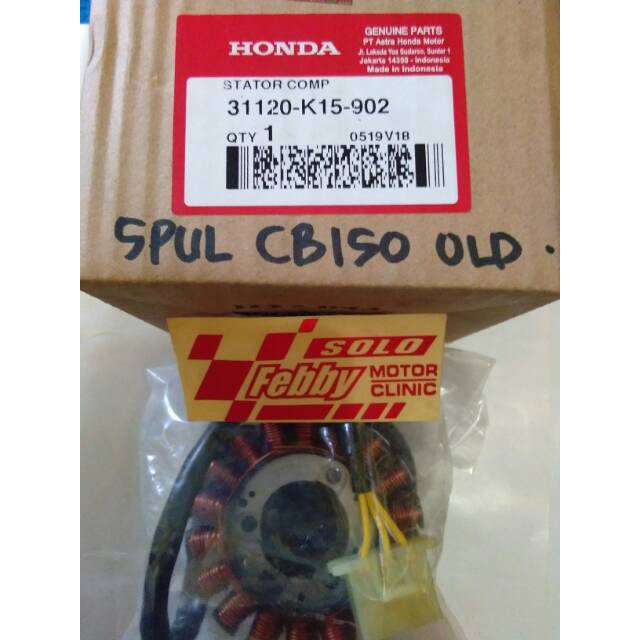 HONDA
GENUINE PARTS
PT Astra Honda Motor
Jl. Laksda Yos Sudarso, Sunter 1
Jakarta 14350 - Indonesia
Made in Indonesia
STATOR COMP
31120-K15-902
QTY 1 0519V18
SPUL CB150 OLD.
SOLO
Febby MOTOR
CLINIC